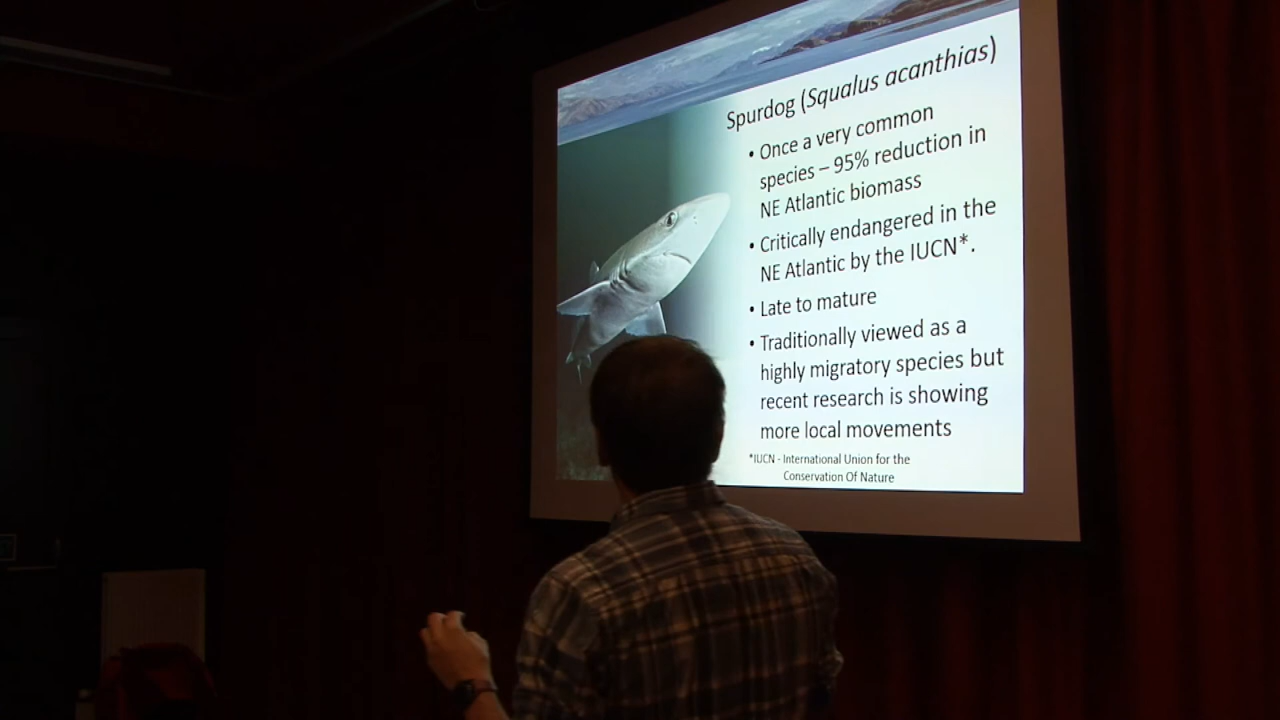 Spurdog (Squalus acanthias)
• Once a very common
species – 95% reduction in
NE Atlantic biomass
• Critically endangered in the
NE Atlantic by the IUCN*.
• Late to mature
• Traditionally viewed as a
highly migratory species but
recent research is showing
more local movements
*IUCN - International Union for the
Conservation Of Nature